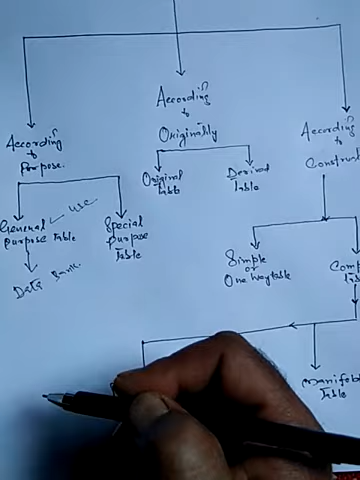 According
to
Purpose.
According
to
Originality
According
to
Construct
Original
table
Derived
table
General
purpose table
use
Special
purpose
Table
Data Bank.
Simple
or
One way table
Comp
Manifold
Table